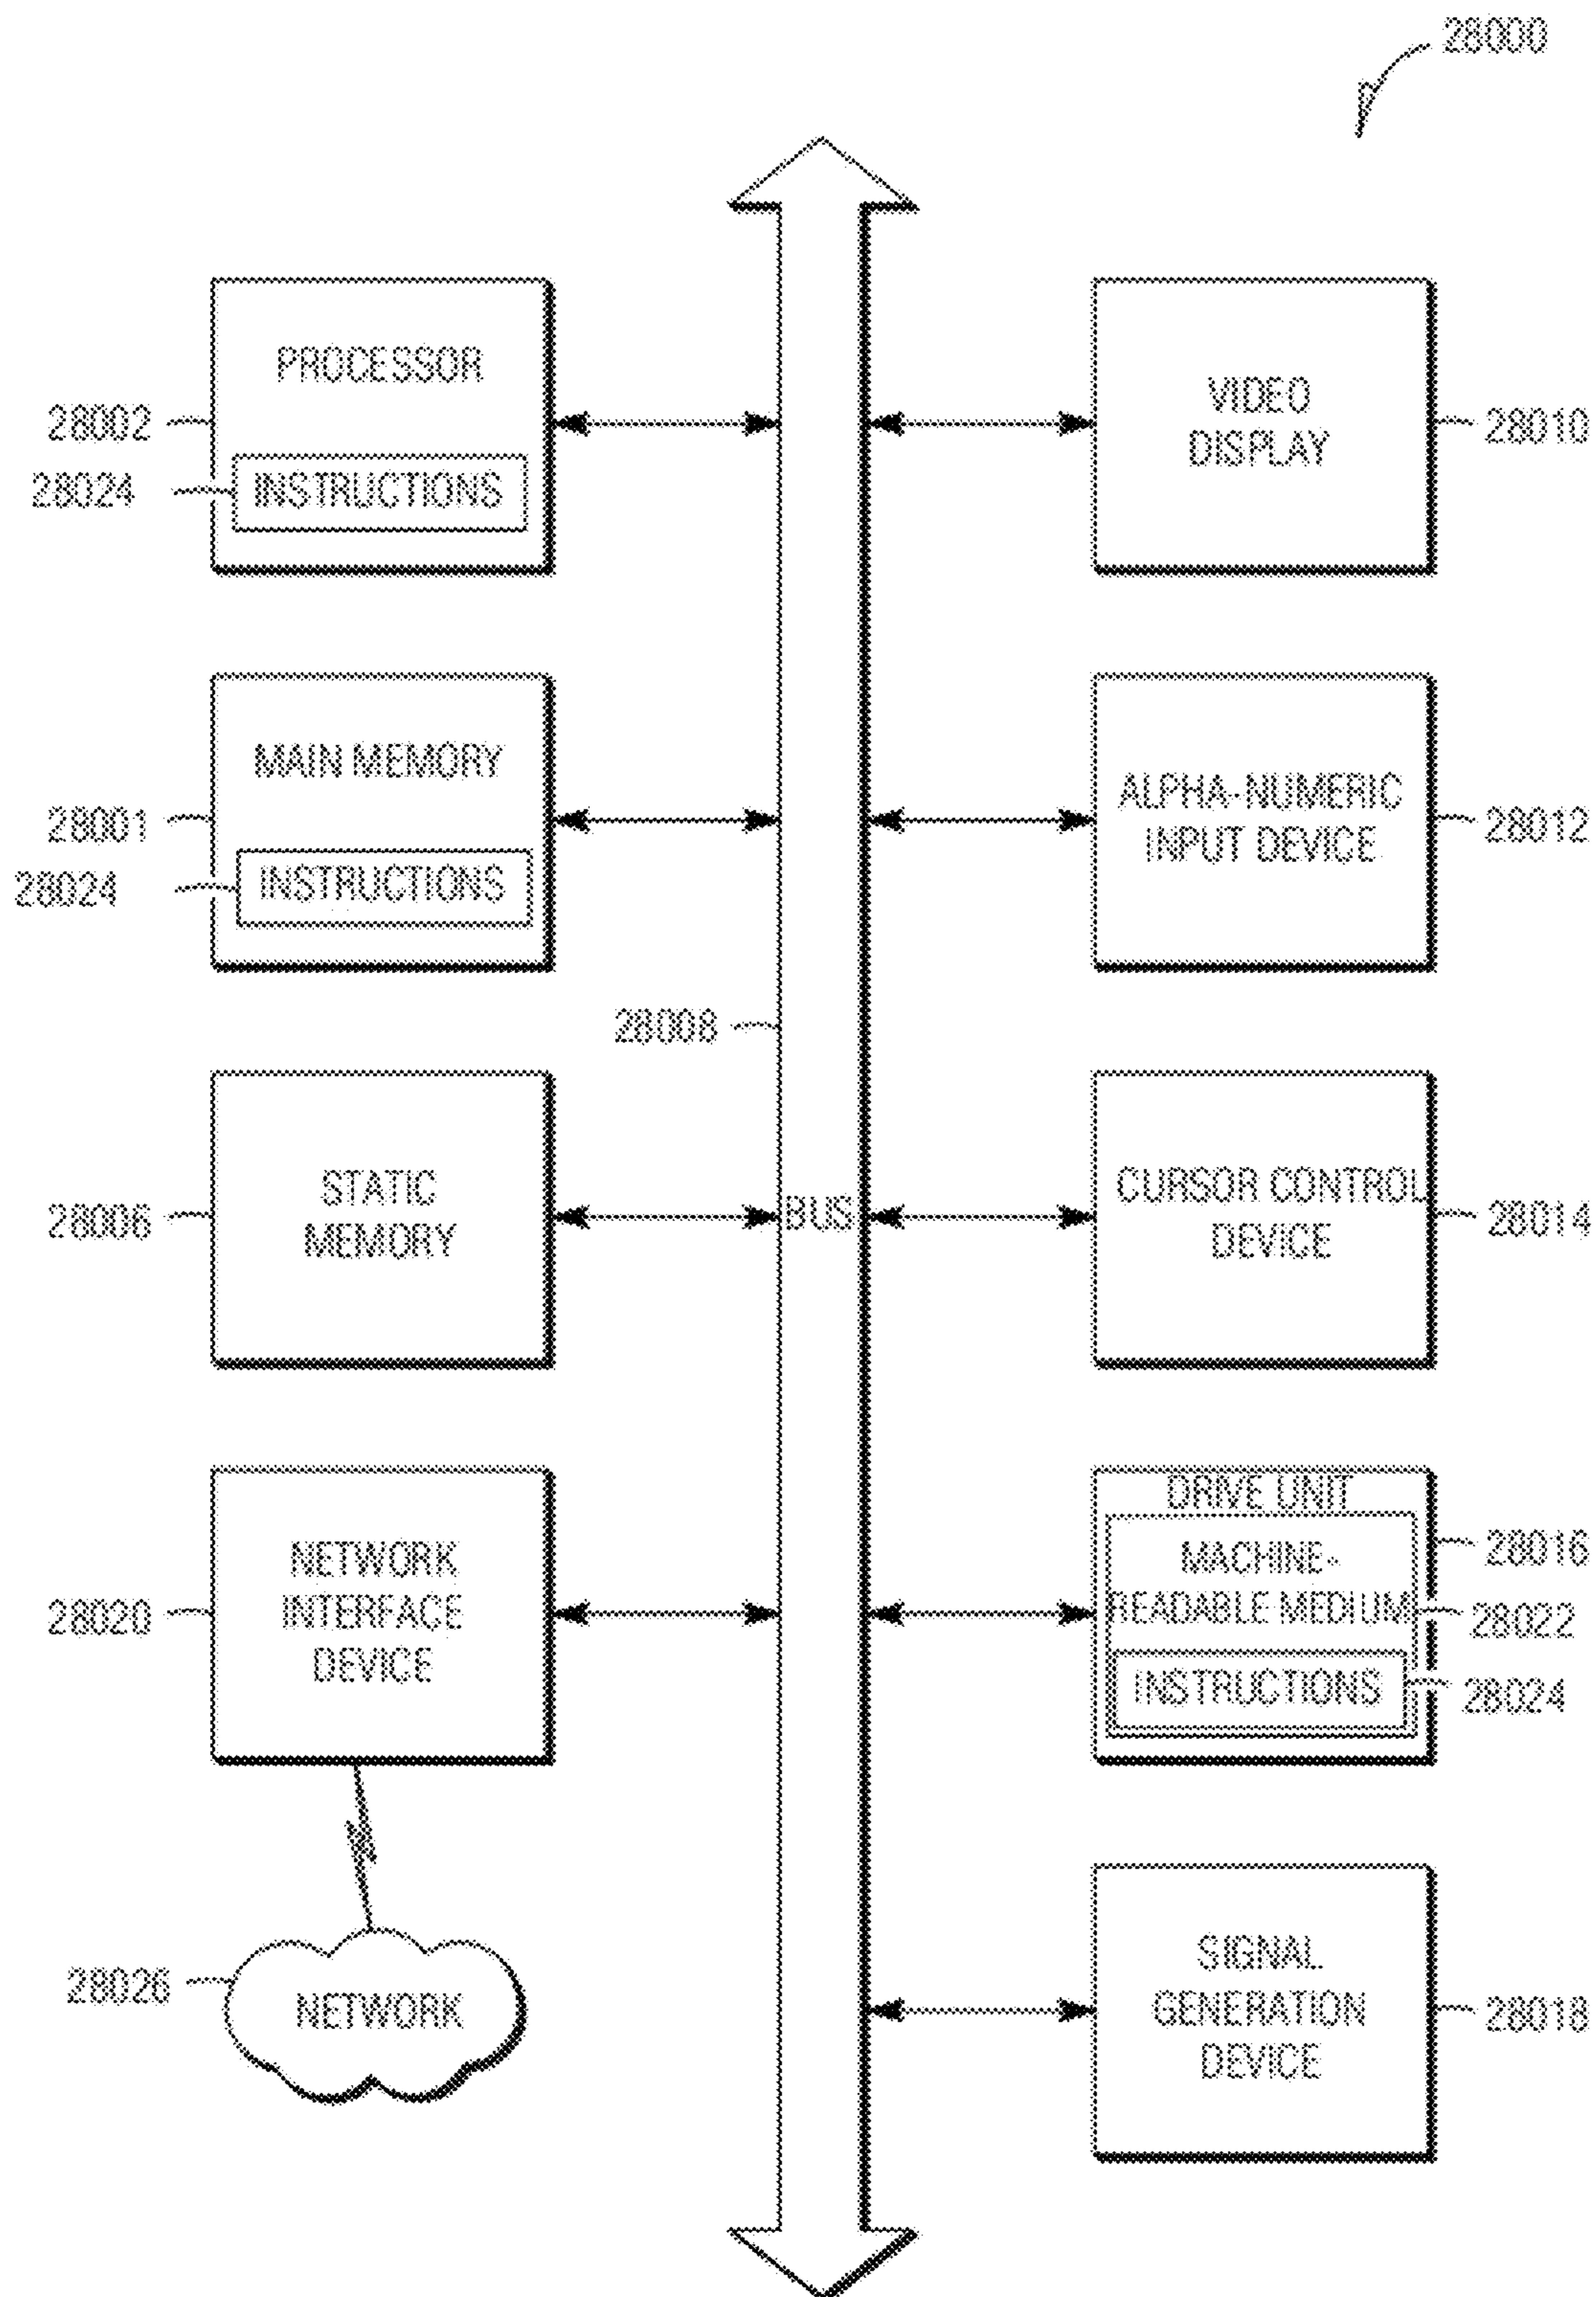 28000
PROCESSOR
28002
28024
INSTRUCTIONS
VIDEO
DISPLAY
28010
MAIN MEMORY
28001
28024
INSTRUCTIONS
ALPHA-NUMERIC
INPUT DEVICE
28012
28008
STATIC
MEMORY
28006
BUS
CURSOR CONTROL
DEVICE
28014
NETWORK
INTERFACE
DEVICE
28020
DRIVE UNIT
MACHINE-
READABLE MEDIUM
INSTRUCTIONS
28016
28022
28024
28026
NETWORK
SIGNAL
GENERATION
DEVICE
28018